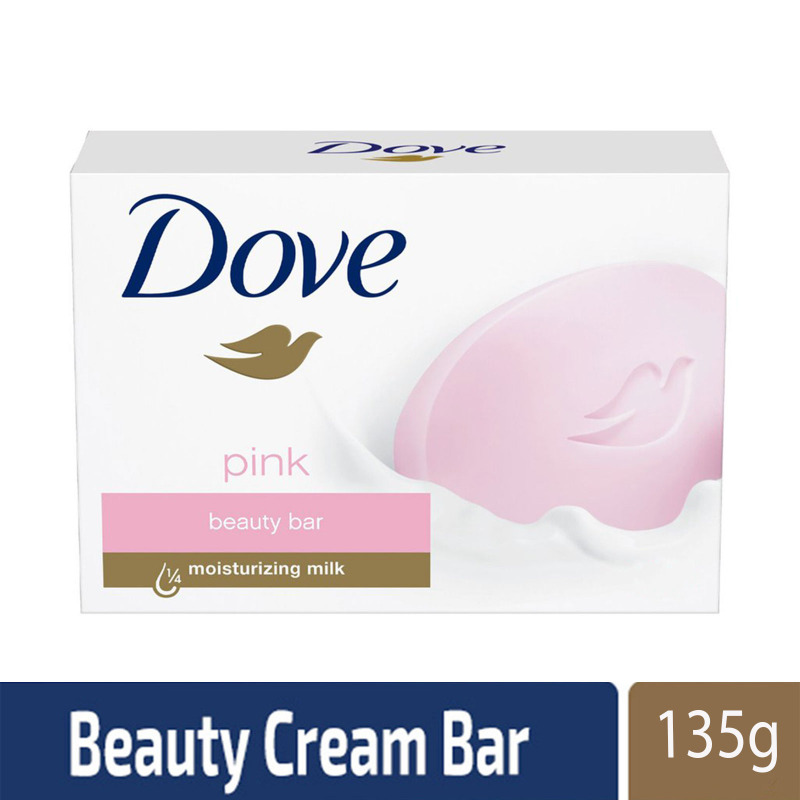 Dove
Dove
pink
beauty bar
¼ moisturizing milk
Beauty Cream Bar
135g